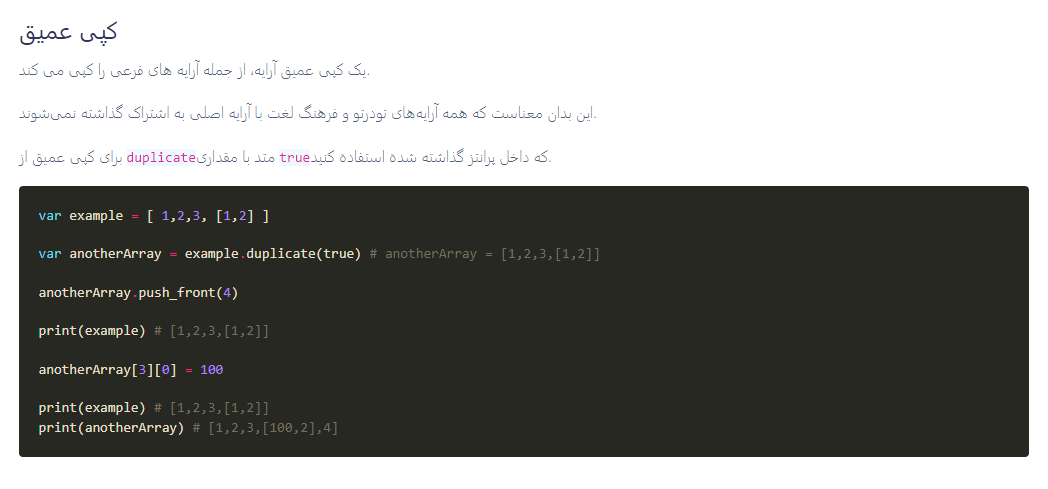 کپی عمیق
یک کپی عمیق آرایه، از جمله آرایه های فرعی را کپی می کند.
این بدان معناست که همه آرایه‌های تودرتو و فرهنگ لغت با آرایه اصلی به اشتراک گذاشته نمی‌شوند.
برای کپی عمیق از duplicateمتد با مقداری trueکه داخل پرانتز گذاشته شده استفاده کنید.
var example = [ 1,2,3, [1,2] ]
var anotherArray = example.duplicate(true) # anotherArray = [1,2,3,[1,2]]
anotherArray.push_front(4)
print(example) # [1,2,3,[1,2]]
anotherArray[3][0] = 100
print(example) # [1,2,3,[1,2]]
print(anotherArray) # [1,2,3,[100,2],4]